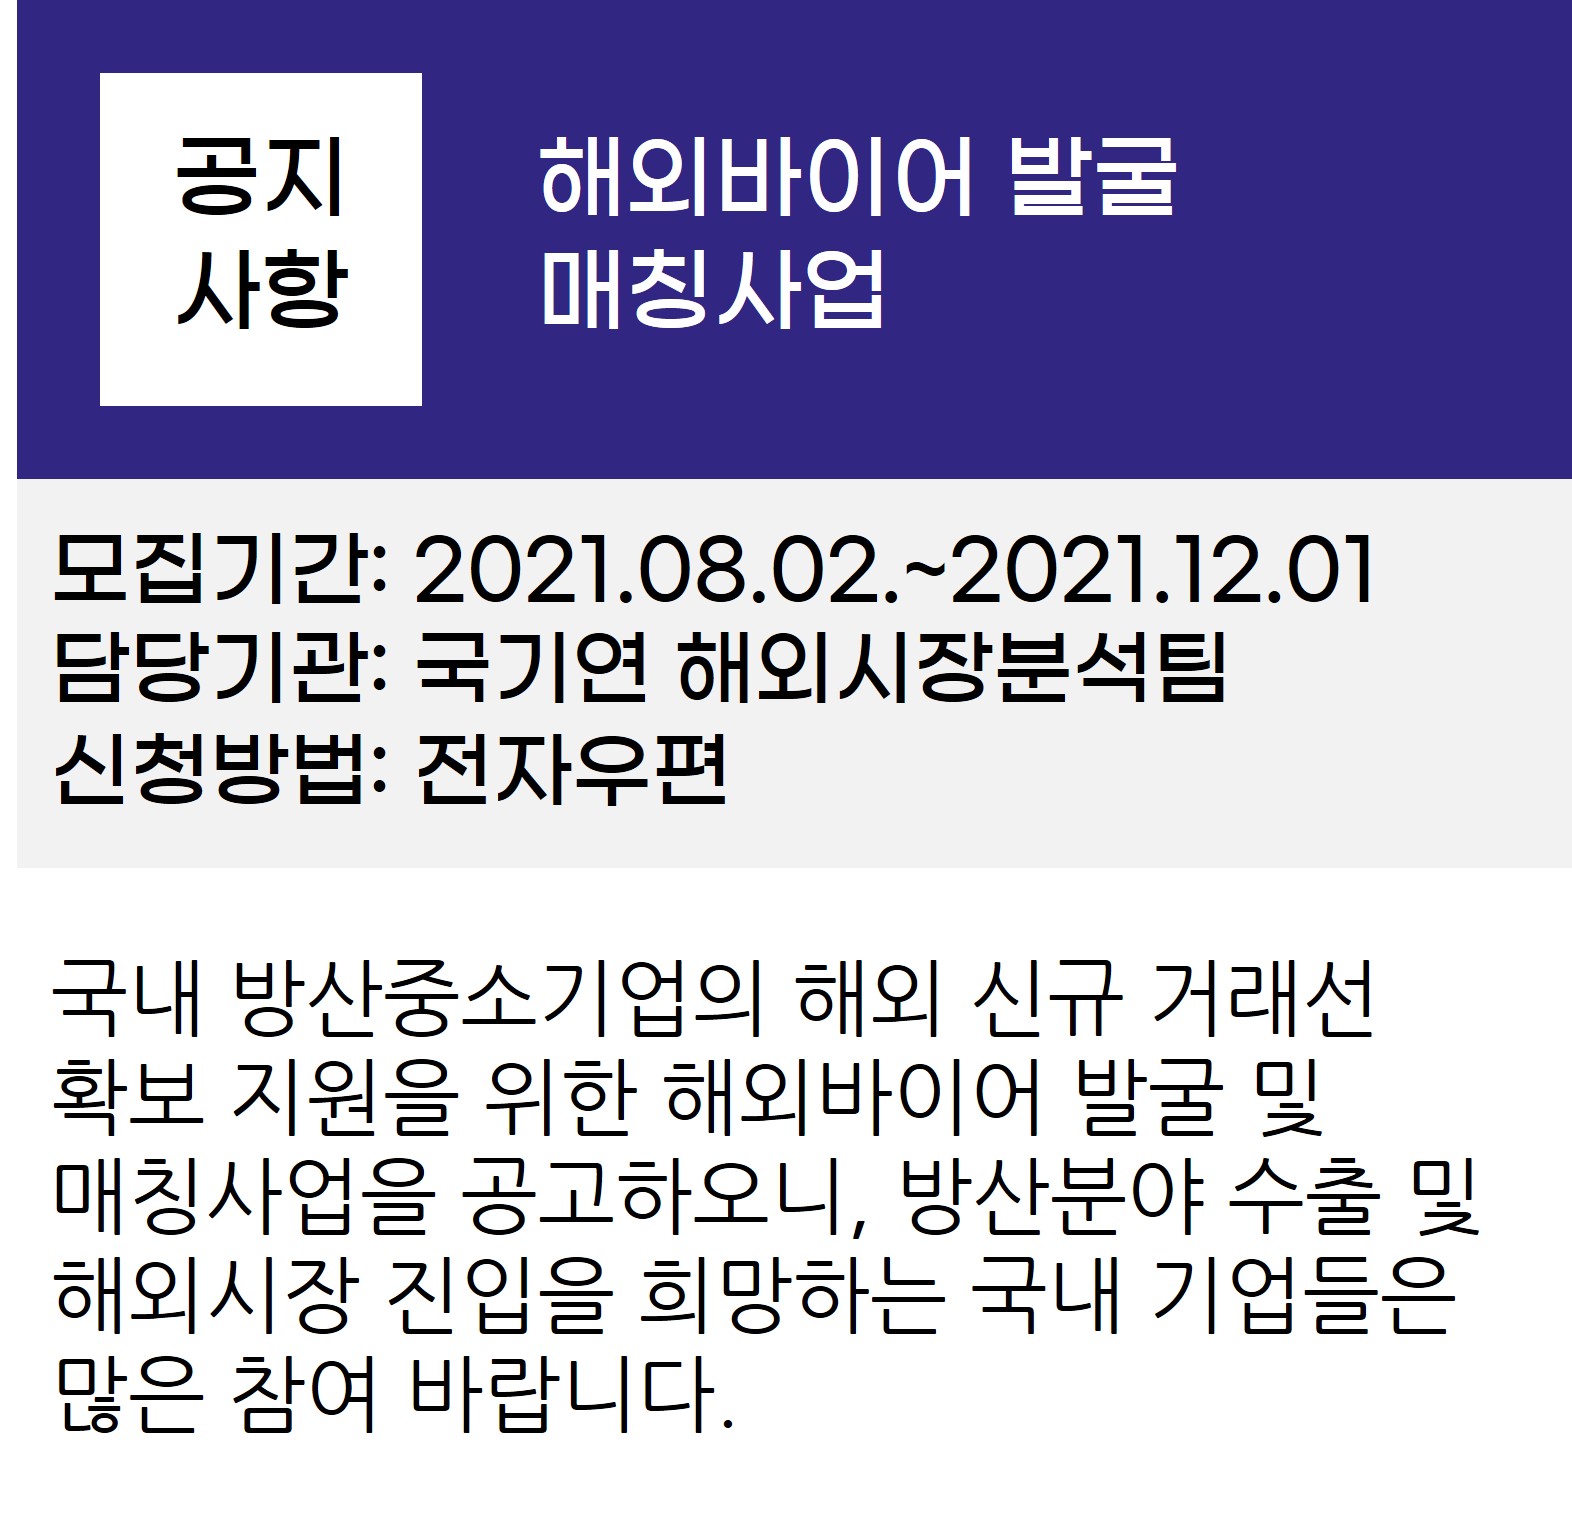 공지
사항
해외바이어 발굴
매칭사업
모집기간: 2021.08.02.~2021.12.01
담당기관: 국기연 해외시장분석팀
신청방법: 전자우편
국내 방산중소기업의 해외 신규 거래선
확보 지원을 위한 해외바이어 발굴 및
매칭사업을 공고하오니, 방산분야 수출 및
해외시장 진입을 희망하는 국내 기업들은
많은 참여 바랍니다.